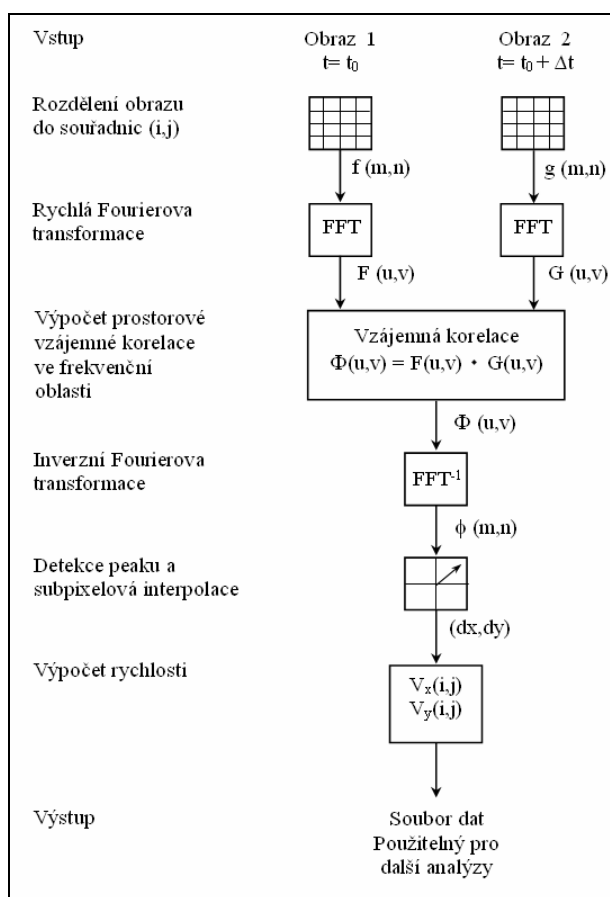 Vstup
Obraz 1
t= t₀
Obraz 2
t= t₀ + Δt
Rozdělení obrazu
do souřadnic (i,j)
f (m,n)
g (m,n)
Rychlá Fourierova
transformace
FFT
FFT
F (u,v)
G (u,v)
Výpočet prostorové
vzájemné korelace
ve frekvenční
oblasti
Vzájemná korelace
Φ(u,v) = F(u,v) · G(u,v)
Φ (u,v)
Inverzní Fourierova
transformace
FFT⁻¹
ϕ (m,n)
Detekce peaku a
subpixelová interpolace
(dx,dy)
Výpočet rychlosti
Vₓ(i,j)
Vᵧ(i,j)
Výstup
Soubor dat
Použitelný pro
další analýzy